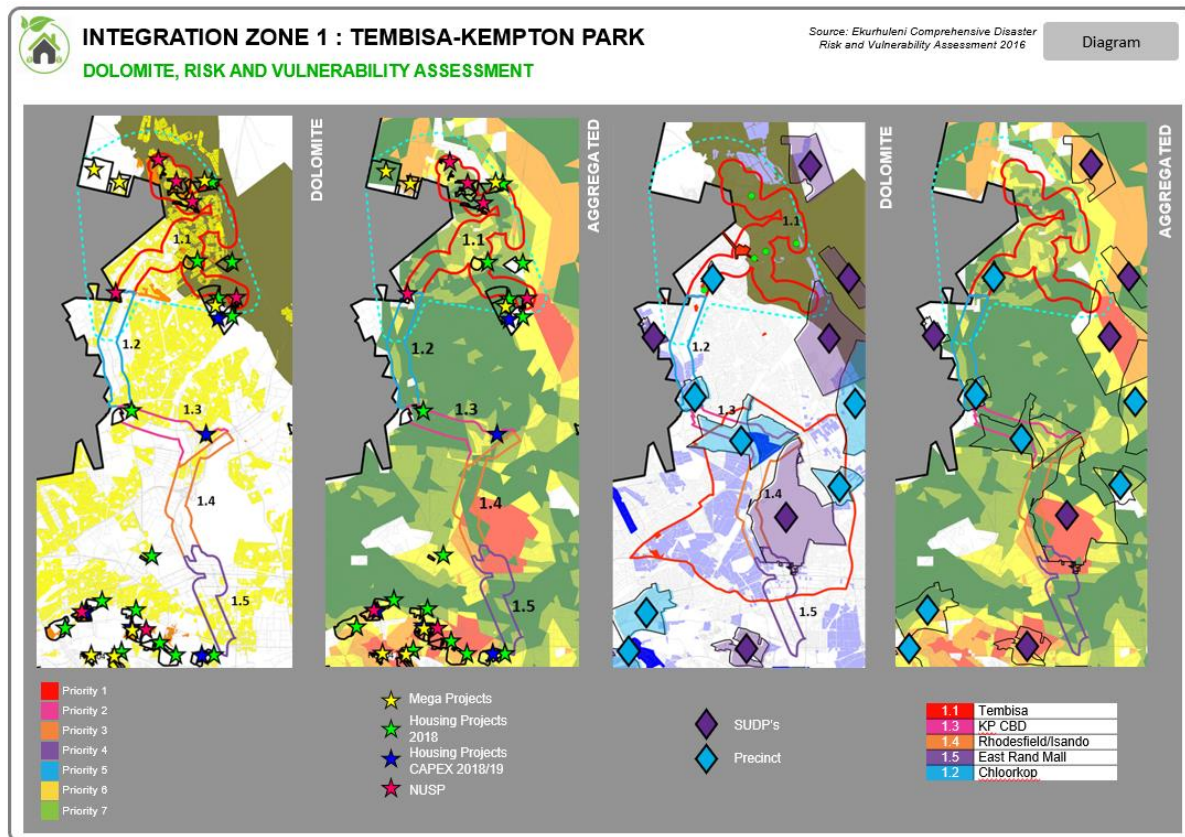 INTEGRATION ZONE 1 : TEMBISA-KEMPTON PARK
DOLOMITE, RISK AND VULNERABILITY ASSESSMENT
Source: Ekurhuleni Comprehensive Disaster
Risk and Vulnerability Assessment 2016
Diagram
DOLOMITE
1.1
1.2
1.3
1.4
1.5
AGGREGATED
1.1
1.2
1.3
1.4
1.5
DOLOMITE
1.1
1.2
1.3
1.4
1.5
AGGREGATED
Priority 1
Priority 2
Priority 3
Priority 4
Priority 5
Priority 6
Priority 7
Mega Projects
Housing Projects
2018
Housing Projects
CAPEX 2018/19
NUSP
SUDP's
Precinct
1.1 Tembisa
1.3 KP CBD
1.4 Rhodesfield/Isando
1.5 East Rand Mall
1.2 Chloorkop